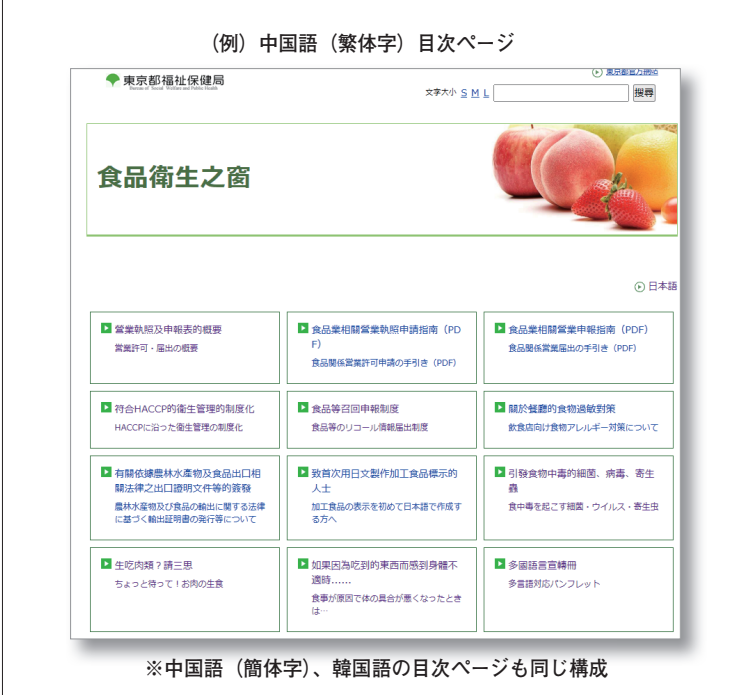 （例）中国語（繁体字）目次ページ
東京都官方網站
東京都福祉保健局
Bureau of Social Welfare and Public Health
文字大小 S M L 搜尋
食品衛生之窗
日本語
營業執照及申報表的概要
営業許可・届出の概要
食品業相關營業執照申請指南（PD
F）
食品関係営業許可申請の手引き（PDF）
食品業相關營業申報指南（PDF）
食品関係営業届出の手引き（PDF）
符合HACCP的衛生管理的制度化
HACCPに沿った衛生管理の制度化
食品等召回申報制度
食品等のリコール情報届出制度
關於餐廳的食物過敏對策
飲食店向け食物アレルギー対策について
有關依據農林水產物及食品出口相
關法律之出口證明文件等的簽發
農林水産物及び食品の輸出に関する法律
に基づく輸出証明書の発行等について
致首次用日文製作加工食品標示的
人士
加工食品の表示を初めて日本語で作成す
る方へ
引發食物中毒的細菌、病毒、寄生
蟲
食中毒を起こす細菌・ウイルス・寄生虫
生吃肉類？請三思
ちょっと待って！お肉の生食
如果因為吃到的東西而感到身體不
適時……
食事が原因で体の具合が悪くなったとき
は…
多國語言宣轉冊
多言語対応パンフレット
※中国語（簡体字）、韓国語の目次ページも同じ構成